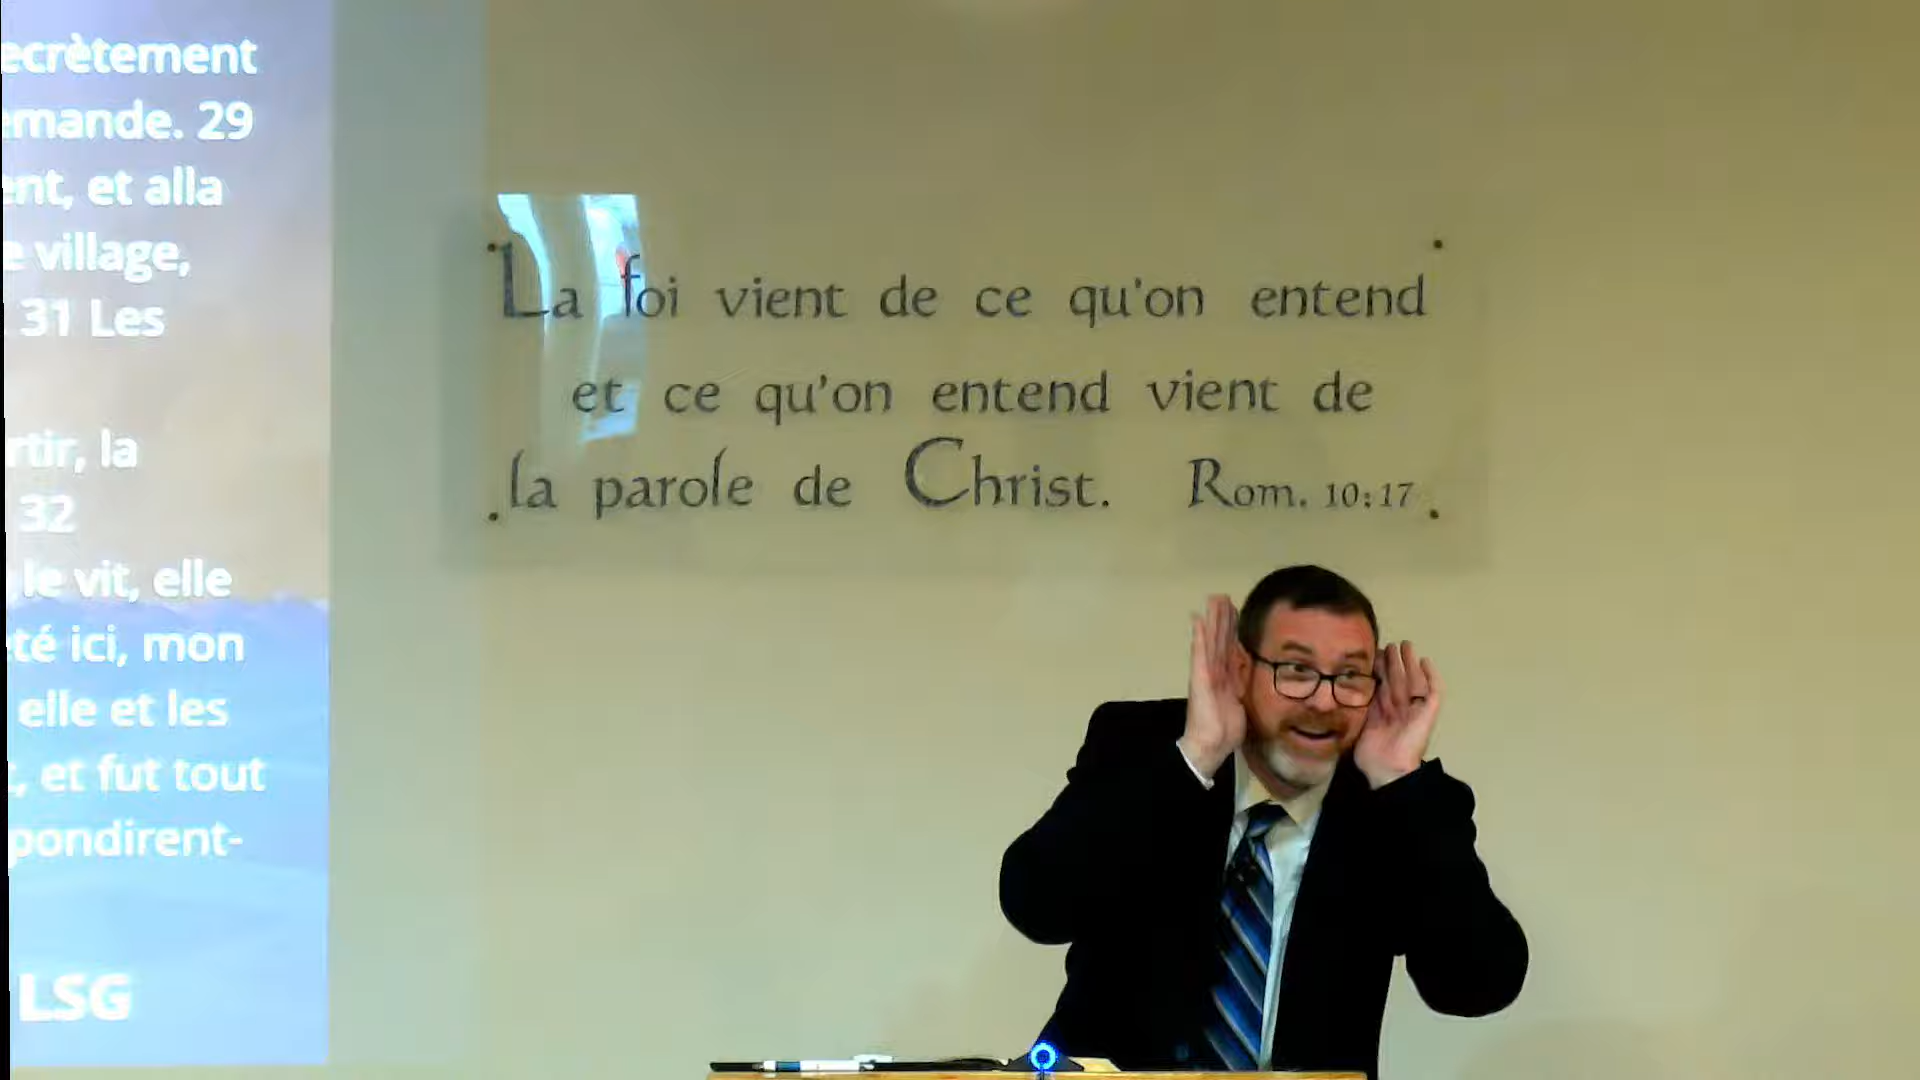 ecrètement
emande. 29
ent, et alla
e village,
31 Les
rtir, la
32
le vit, elle
té ici, mon
elle et les
t, et fut tout
pondirent-
LSG
La foi vient de ce qu'on entend
et ce qu'on entend vient de
la parole de Christ. Rom. 10:17